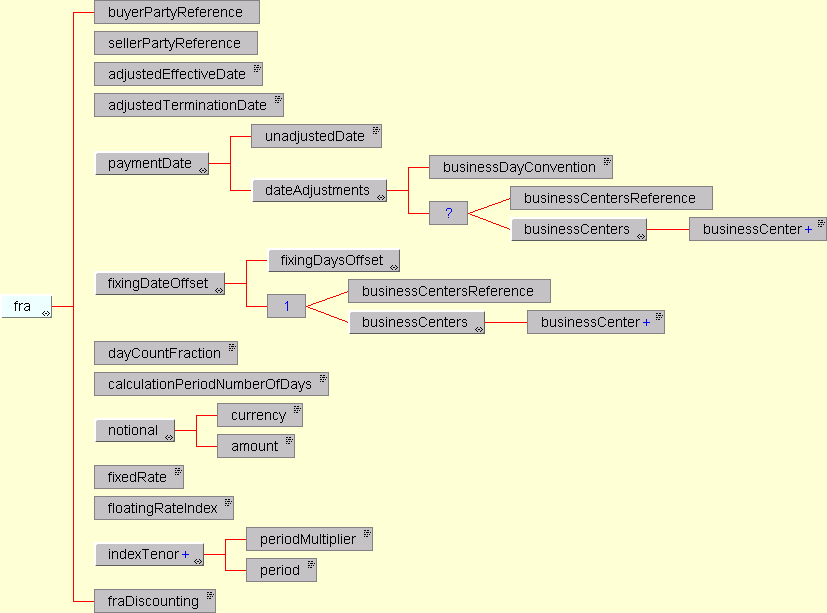 buyerPartyReference
sellerPartyReference
adjustedEffectiveDate
adjustedTerminationDate
unadjustedDate
paymentDate
businessDayConvention
dateAdjustments
businessCentersReference
?
businessCenters
businessCenter +
fixingDaysOffset
fixingDateOffset
businessCentersReference
fra
1
businessCenters
businessCenter +
dayCountFraction
calculationPeriodNumberOfDays
currency
notional
amount
fixedRate
floatingRateIndex
periodMultiplier
indexTenor +
period
fraDiscounting